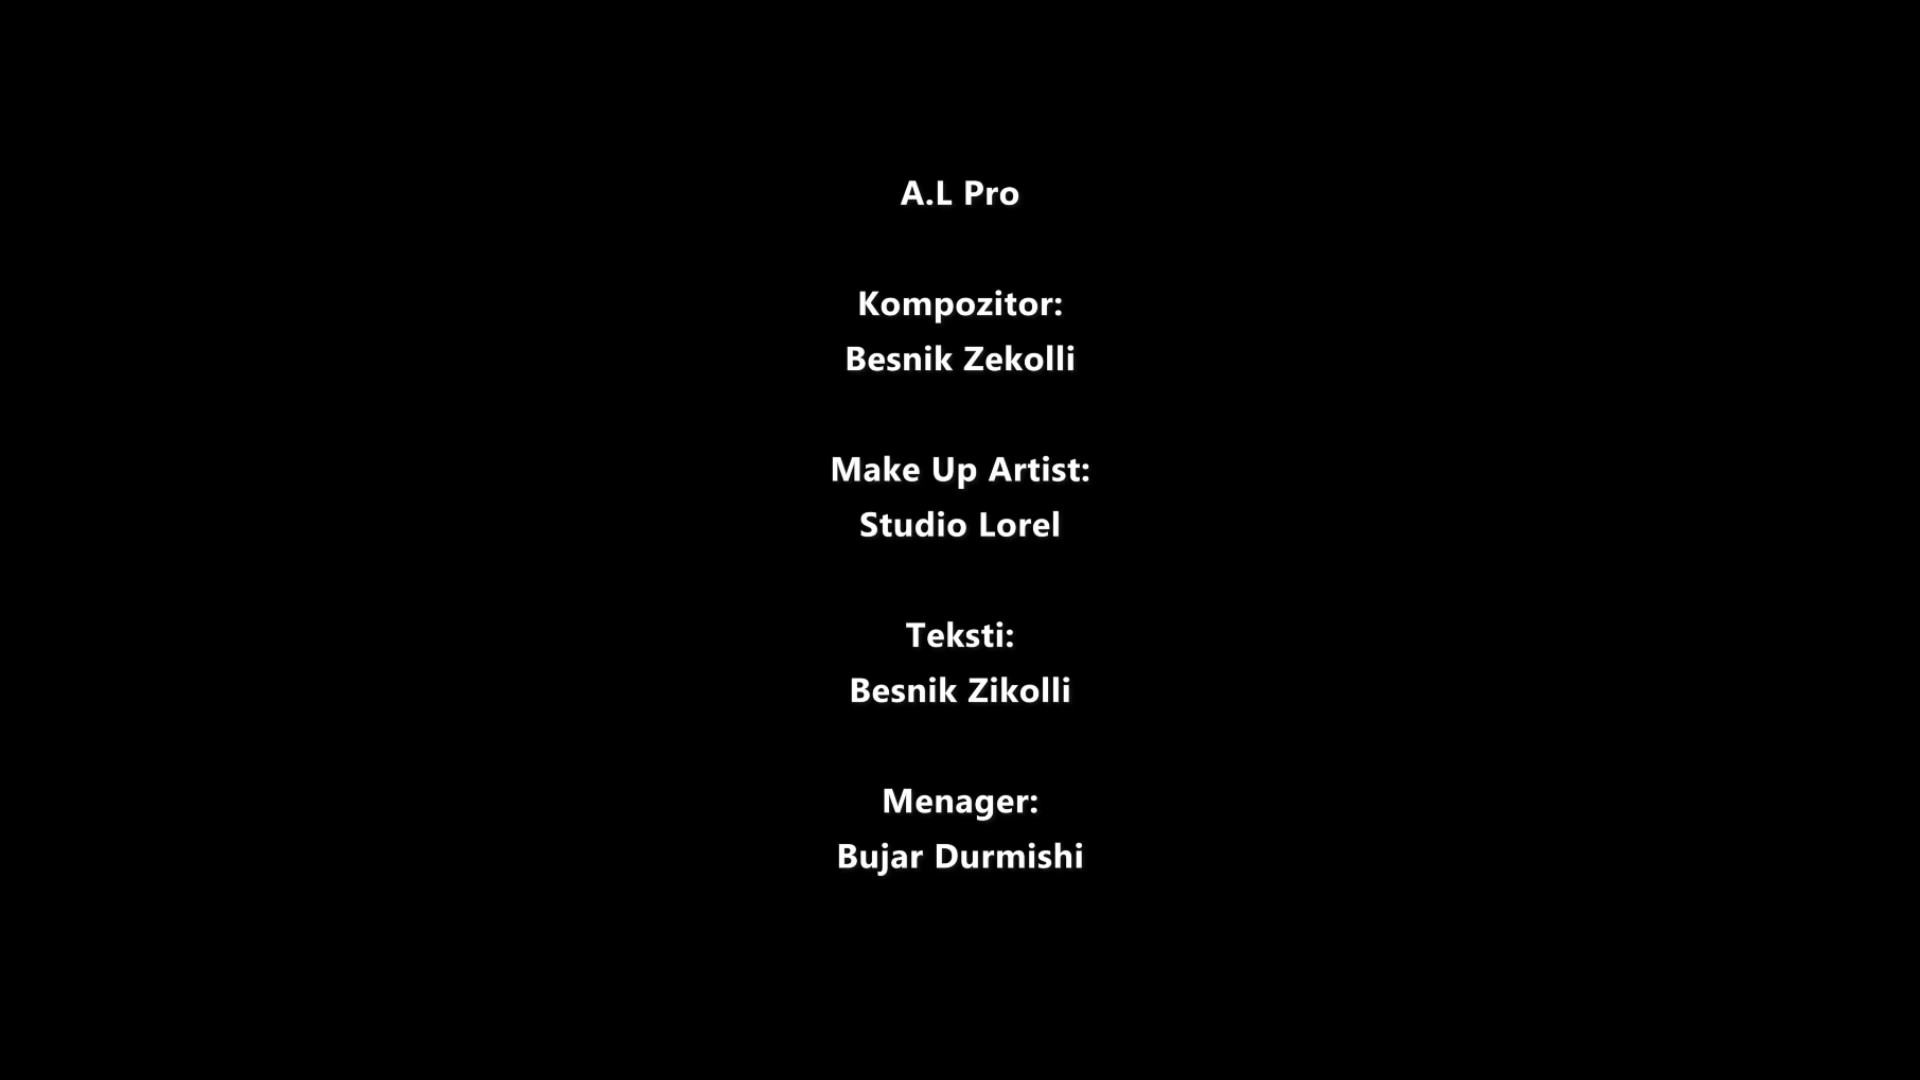 A.L Pro
Kompozitor:
Besnik Zekolli
Make Up Artist:
Studio Lorel
Teksti:
Besnik Zikolli
Menager:
Bujar Durmishi